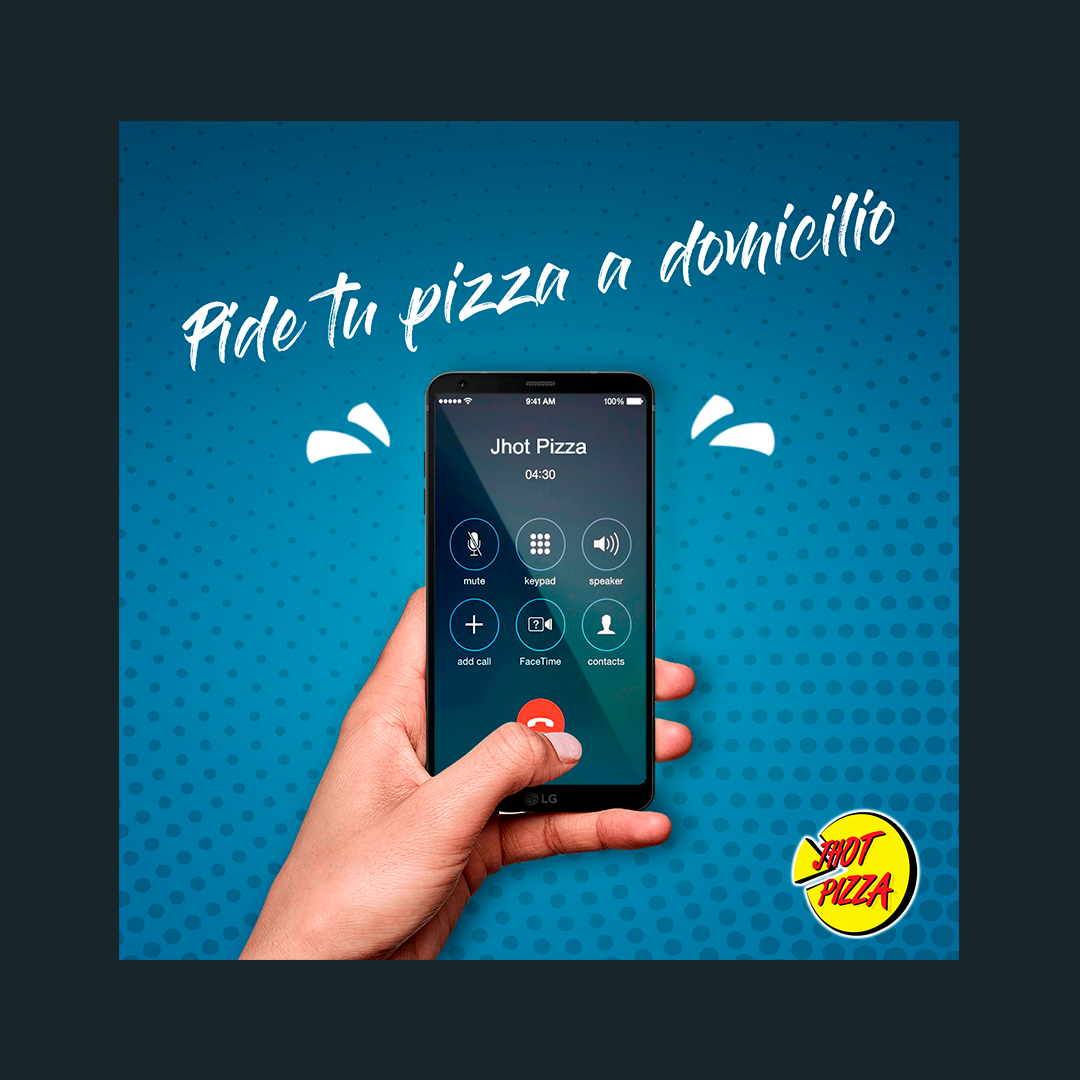 Pide tu pizza a domicilio
9:41 AM 100%
Jhot Pizza
04:30
mute keypad speaker
?
add call FaceTime contacts
LG
JHOT
PIZZA